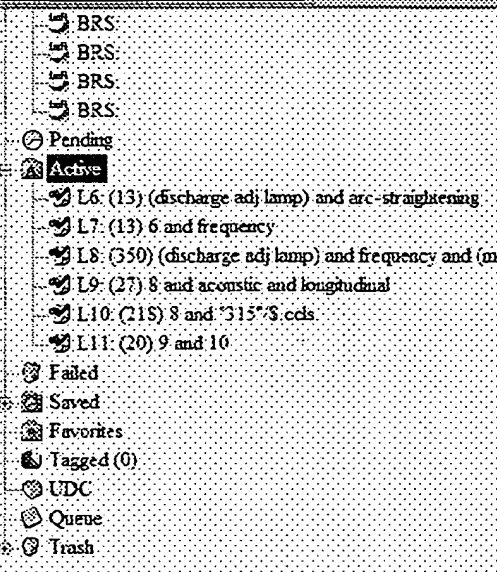 BRS:
BRS:
BRS:
BRS:
Pending
Active
L6: (13) (discharge adj lamp) and arc-straightening
L7: (13) 6 and frequency
L8: (350) (discharge adj lamp) and frequency and (m
L9: (27) 8 and acoustic and longitudinal
L10: (218) 8 and "315"/$.ccls.
L11: (20) 9 and 10
Failed
Saved
Favorites
Tagged (0)
UDC
Queue
Trash